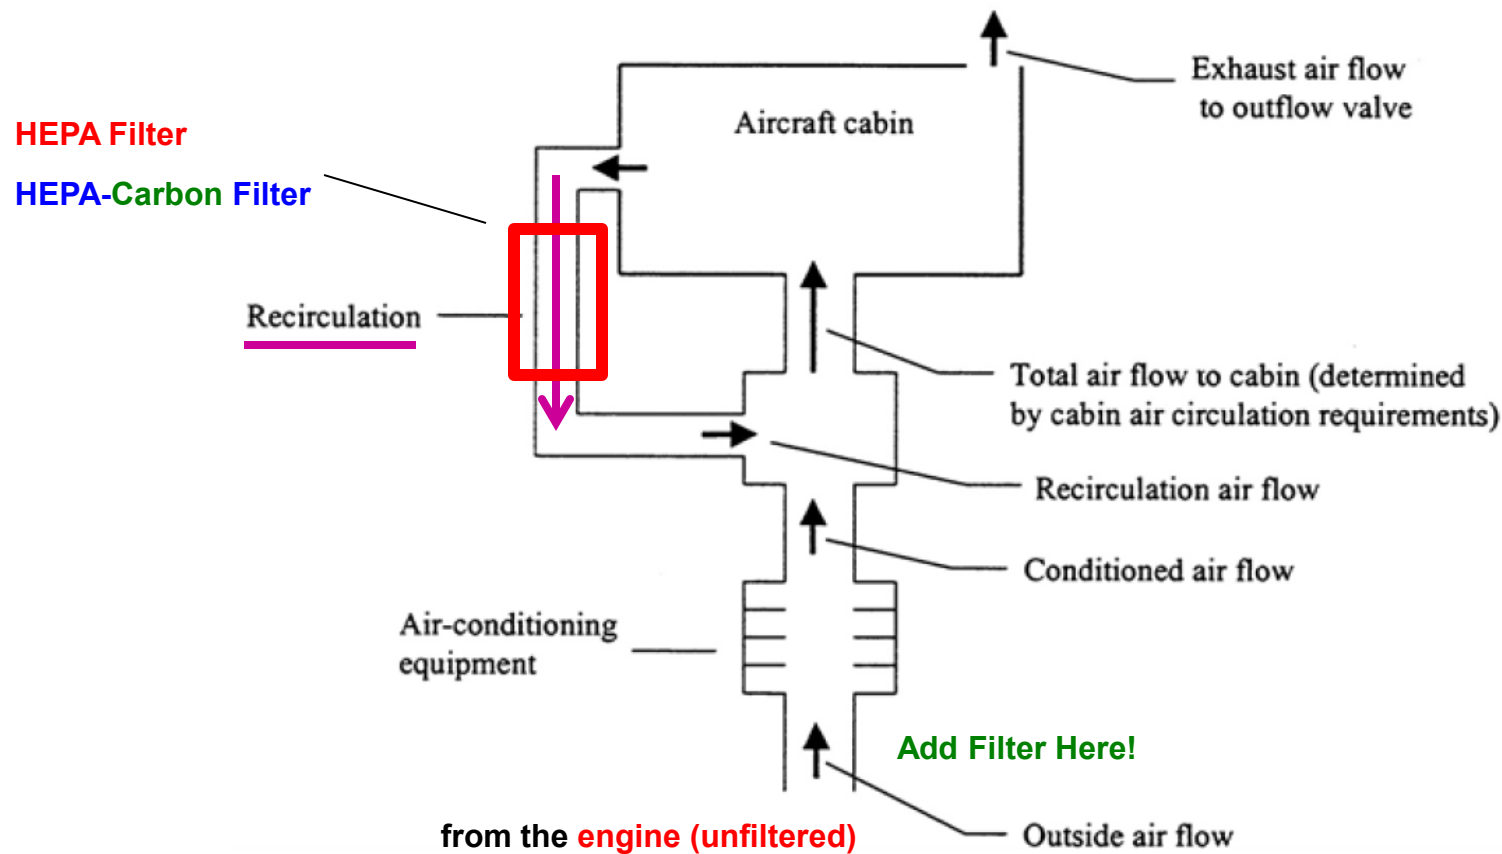 Exhaust air flow
to outflow valve
Aircraft cabin
HEPA Filter
HEPA-Carbon Filter
Recirculation
Total air flow to cabin (determined
by cabin air circulation requirements)
Recirculation air flow
Conditioned air flow
Air-conditioning
equipment
Add Filter Here!
from the engine (unfiltered)
Outside air flow